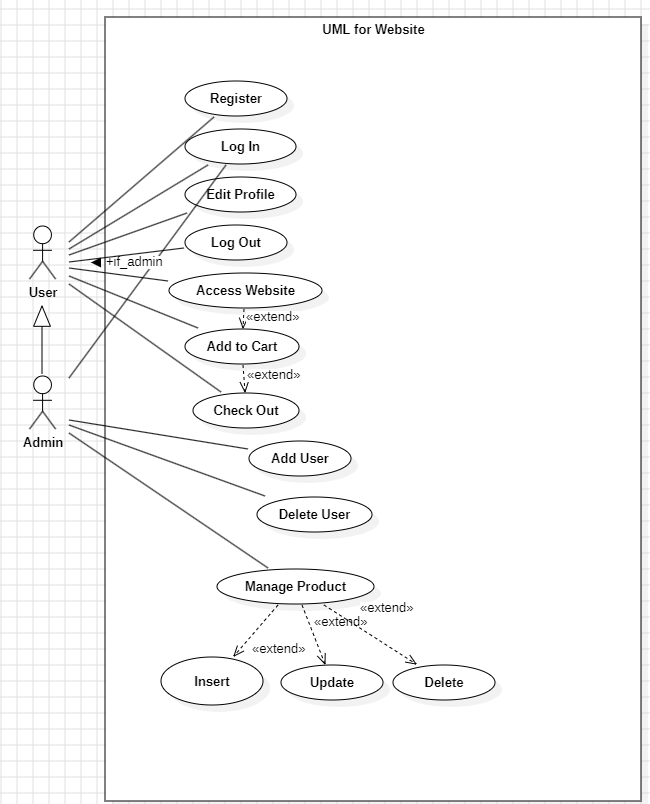 UML for Website
Register
Log In
Edit Profile
Log Out
+if_admin
User
Access Website
«extend»
Add to Cart
«extend»
Check Out
Admin
Add User
Delete User
Manage Product
«extend»
«extend»
«extend»
Insert
Update
Delete